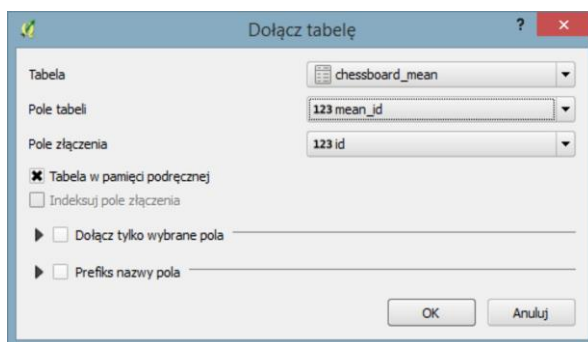 Dołącz tabelę
?
×
Tabela
chessboard_mean
Pole tabeli
123 mean_id
Pole złączenia
123 id
Tabela w pamięci podręcznej
Indeksuj pole złączenia
Dołącz tylko wybrane pola
Prefiks nazwy pola
OK
Anuluj